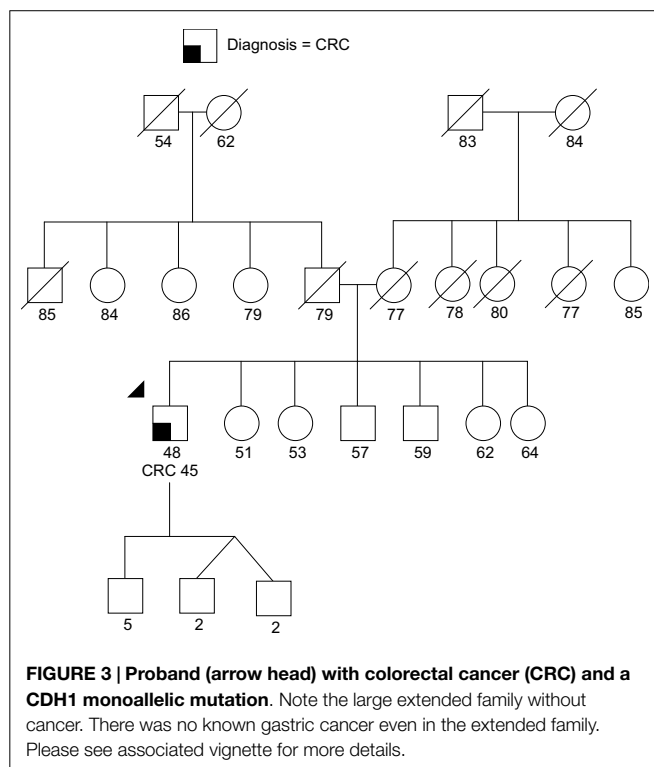 Diagnosis = CRC
54 62 83 84
85 84 86 79 79 77 78 80 77 85
48 51 53 57 59 62 64
CRC 45
5 2 2
FIGURE 3 | Proband (arrow head) with colorectal cancer (CRC) and a
CDH1 monoallelic mutation. Note the large extended family without
cancer. There was no known gastric cancer even in the extended family.
Please see associated vignette for more details.